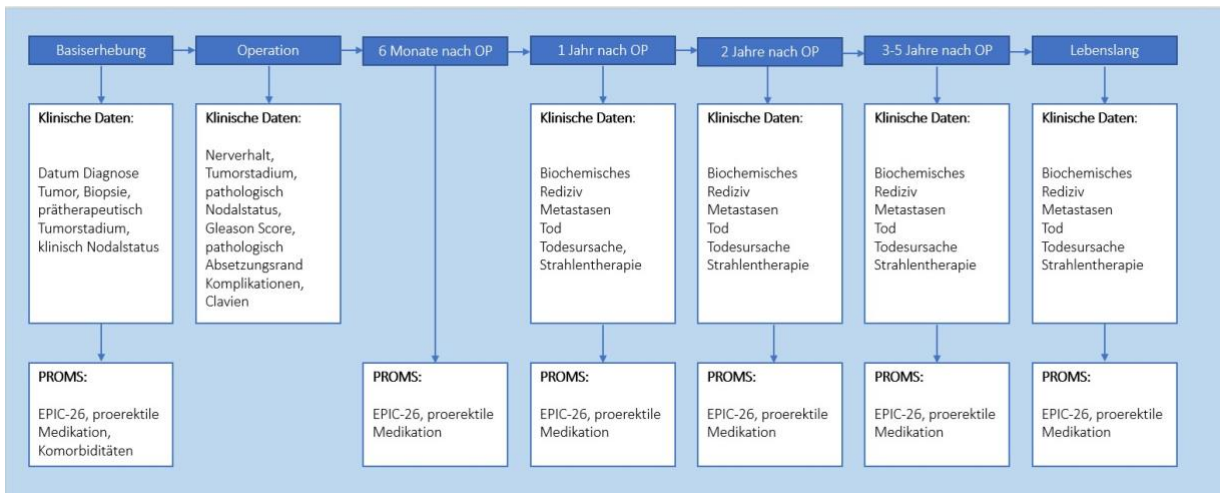 Basiserhebung
Operation
6 Monate nach OP
1 Jahr nach OP
2 Jahre nach OP
3-5 Jahre nach OP
Lebenslang
Klinische Daten:
Datum Diagnose
Tumor, Biopsie,
prätherapeutisch
Tumorstadium,
klinisch Nodalstatus
Klinische Daten:
Nerverhalt,
Tumorstadium,
pathologisch
Nodalstatus,
Gleason Score,
pathologisch
Absetzungsrand
Komplikationen,
Clavien
Klinische Daten:
Biochemisches
Rediziv
Metastasen
Tod
Todesursache,
Strahlentherapie
Klinische Daten:
Biochemisches
Rediziv
Metastasen
Tod
Todesursache
Strahlentherapie
Klinische Daten:
Biochemisches
Rediziv
Metastasen
Tod
Todesursache
Strahlentherapie
Klinische Daten:
Biochemisches
Rediziv
Metastasen
Tod
Todesursache
Strahlentherapie
PROMS:
EPIC-26, proerektile
Medikation,
Komorbiditäten
PROMS:
EPIC-26, proerektile
Medikation
PROMS:
EPIC-26, proerektile
Medikation
PROMS:
EPIC-26, proerektile
Medikation
PROMS:
EPIC-26, proerektile
Medikation
PROMS:
EPIC-26, proerektile
Medikation